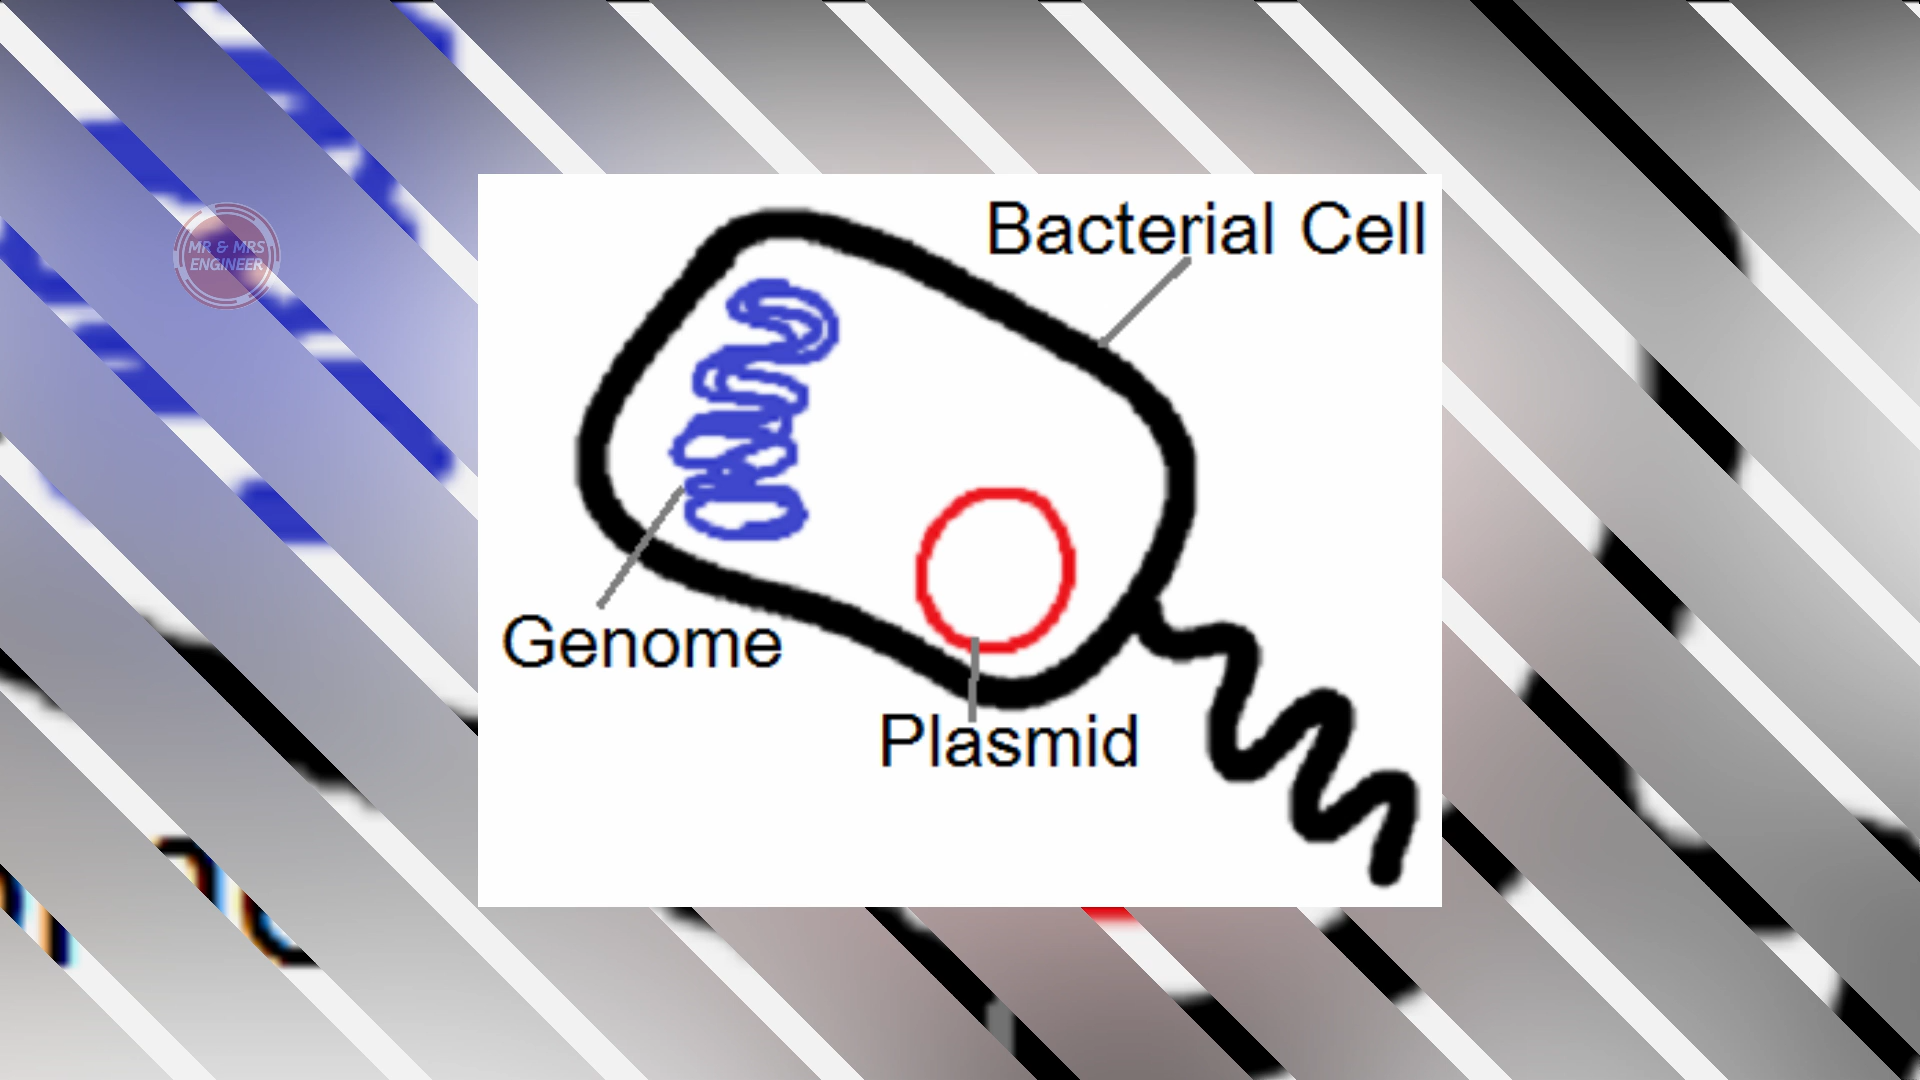 MR & MRS
ENGINEER
Bacterial Cell
Genome
Plasmid